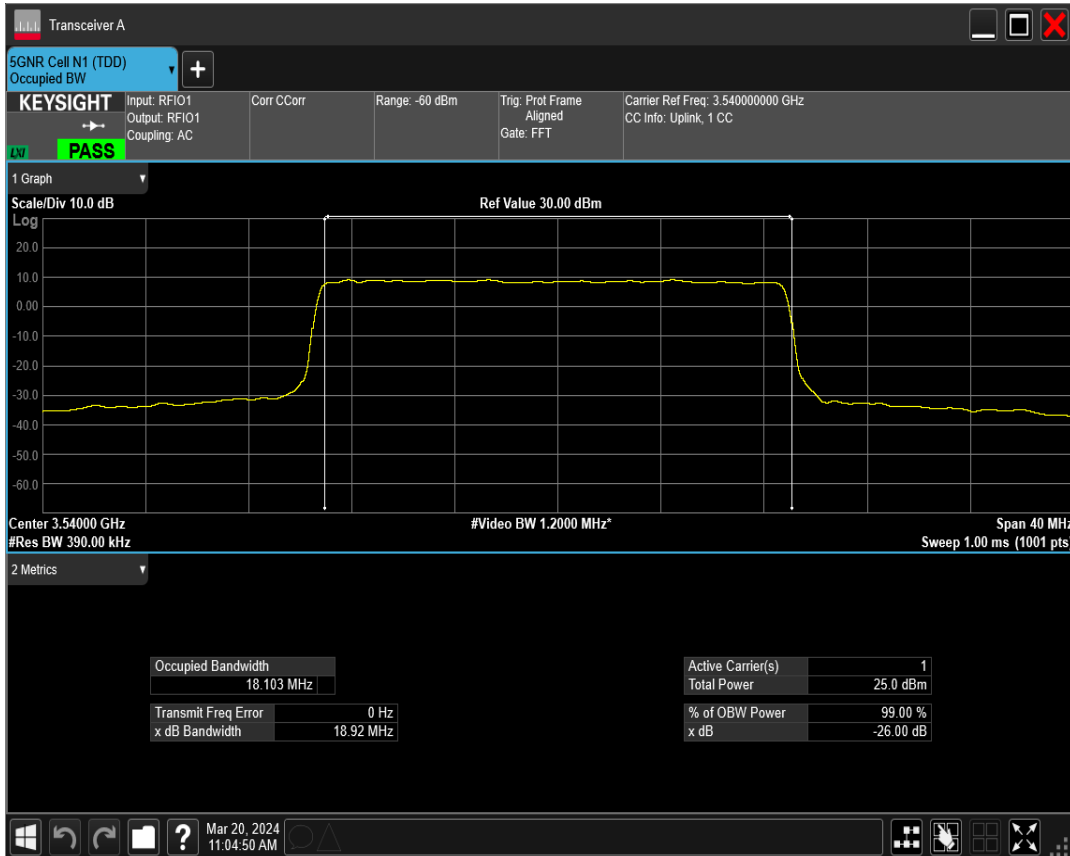 Transceiver A
5GNR Cell N1 (TDD)
Occupied BW
+
KEYSIGHT
LXI
PASS
Input: RFIO1
Output: RFIO1
Coupling: AC
Corr CCorr
Range: -60 dBm
Trig: Prot Frame
Aligned
Gate: FFT
Carrier Ref Freq: 3.540000000 GHz
CC Info: Uplink, 1 CC
1 Graph
Scale/Div 10.0 dB
Ref Value 30.00 dBm
Log
20.0
10.0
0.00
-10.0
-20.0
-30.0
-40.0
-50.0
-60.0
Center 3.54000 GHz
#Video BW 1.2000 MHz*
Span 40 MHz
#Res BW 390.00 kHz
Sweep 1.00 ms (1001 pts)
2 Metrics
Occupied Bandwidth
18.103 MHz
Transmit Freq Error 0 Hz
x dB Bandwidth 18.92 MHz
Active Carrier(s) 1
Total Power 25.0 dBm
% of OBW Power 99.00 %
x dB -26.00 dB
?
Mar 20, 2024
11:04:50 AM